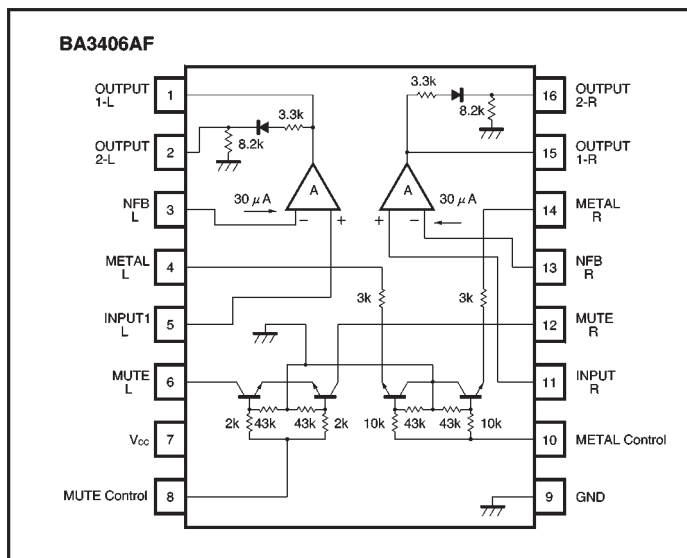 BA3406AF
OUTPUT
1-L
1
OUTPUT
2-L
2
NFB
L
3
METAL
L
4
INPUT1
L
5
MUTE
L
6
Vcc
7
MUTE Control
8
3.3k
8.2k
A
30 μA
−
+
3.3k
8.2k
A
30 μA
+
−
3k
3k
2k
43k
43k
2k
10k
43k
43k
10k
16
OUTPUT
2-R
15
OUTPUT
1-R
14
METAL
R
13
NFB
R
12
MUTE
R
11
INPUT
R
10
METAL Control
9
GND